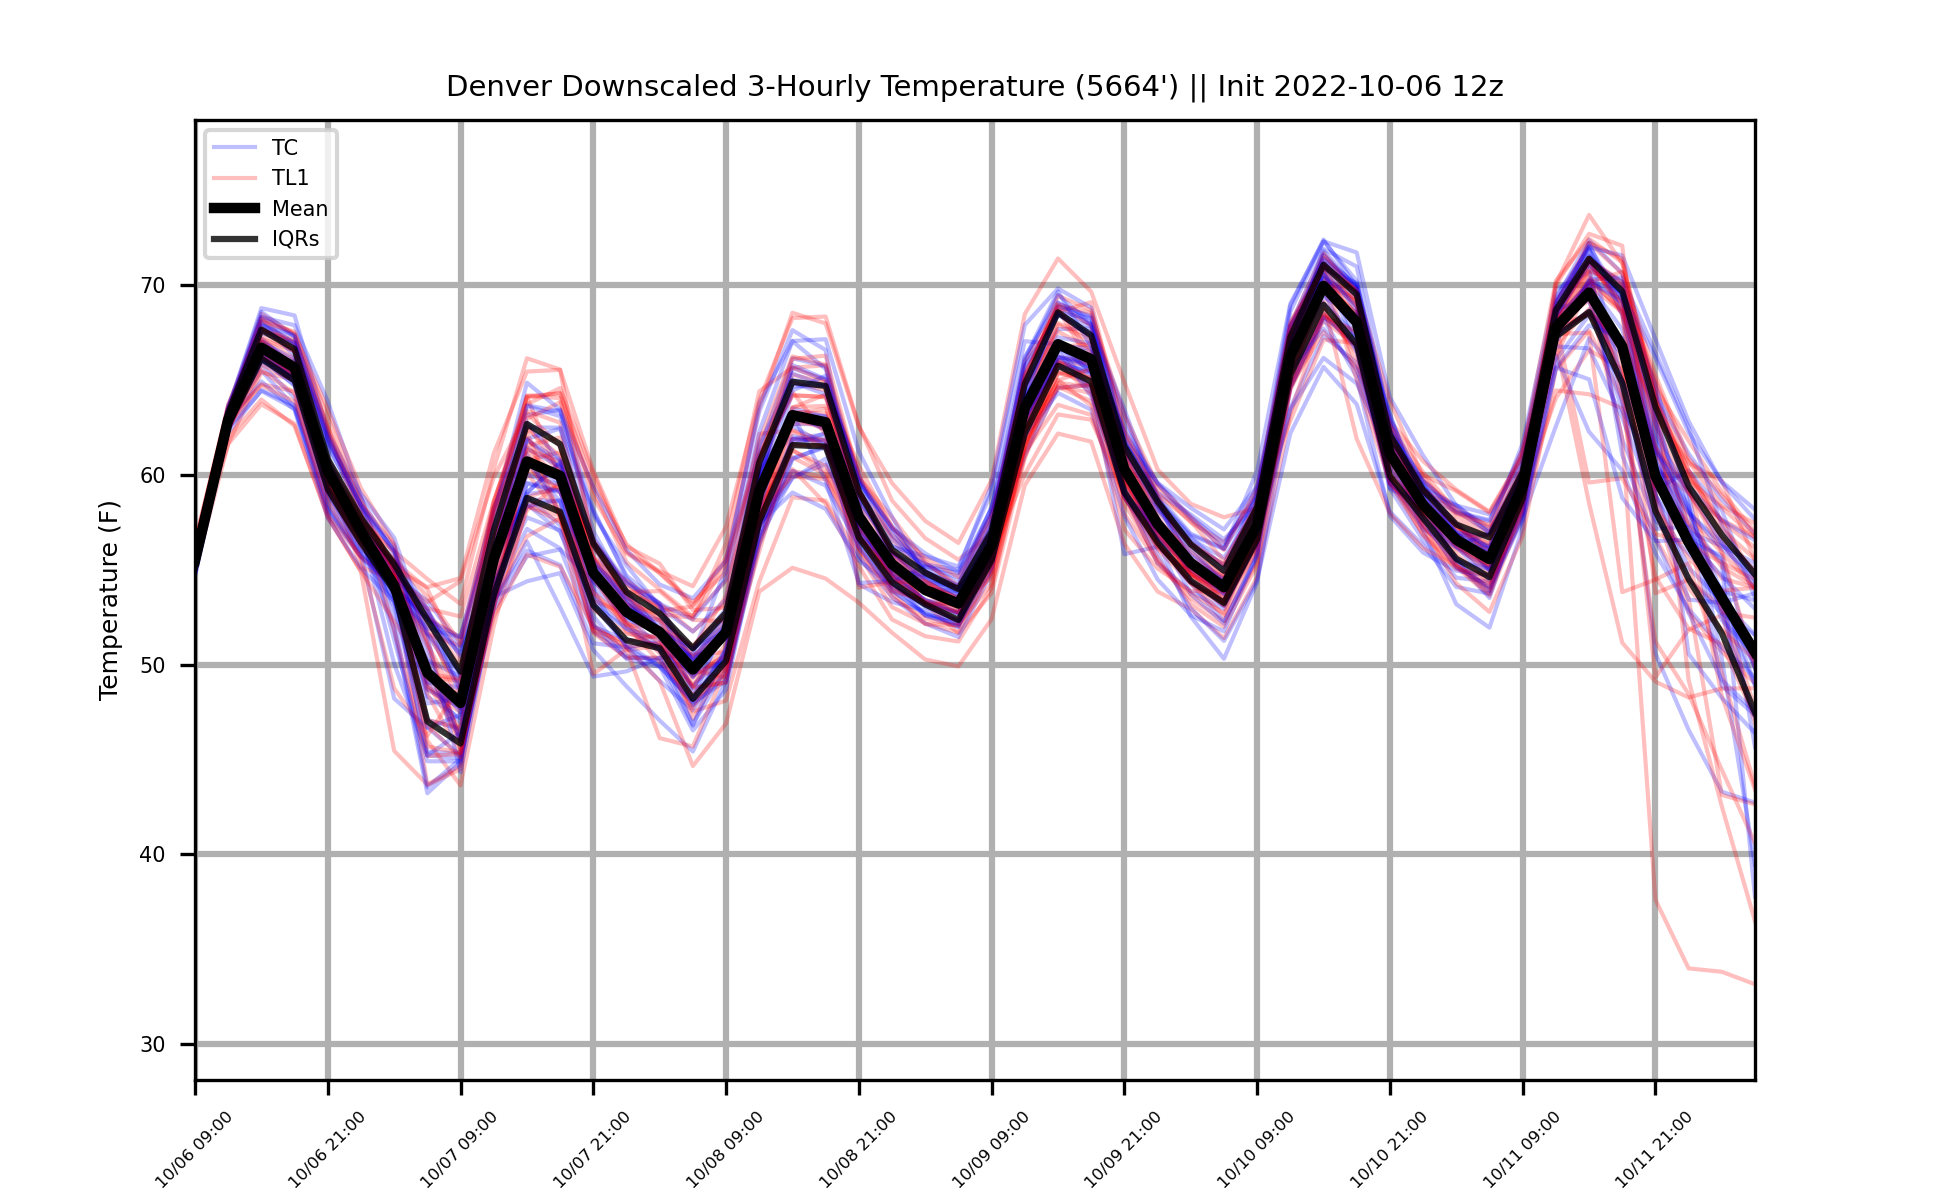 Denver Downscaled 3-Hourly Temperature (5664') || Init 2022-10-06 12z
TC
TL1
Mean
IQRs
Temperature (F)
70
60
50
40
30
10/06 09:00
10/06 21:00
10/07 09:00
10/07 21:00
10/08 09:00
10/08 21:00
10/09 09:00
10/09 21:00
10/10 09:00
10/10 21:00
10/11 09:00
10/11 21:00